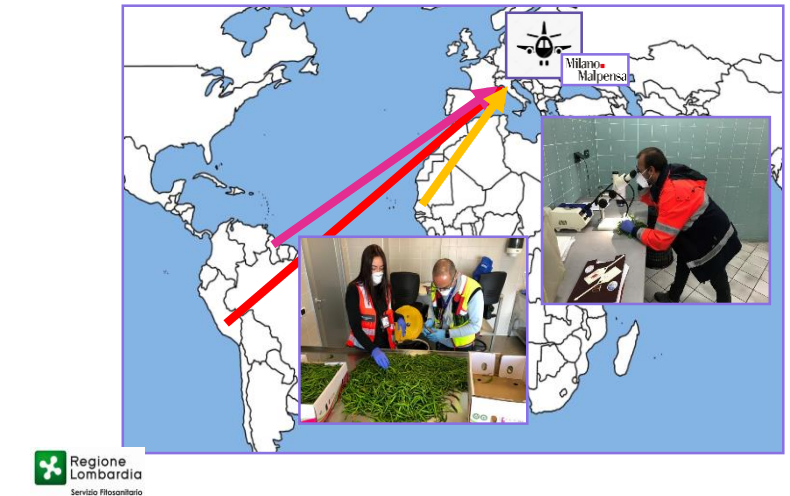 Milano
Malpensa
Regione
Lombardia
Servizio Fitosanitario